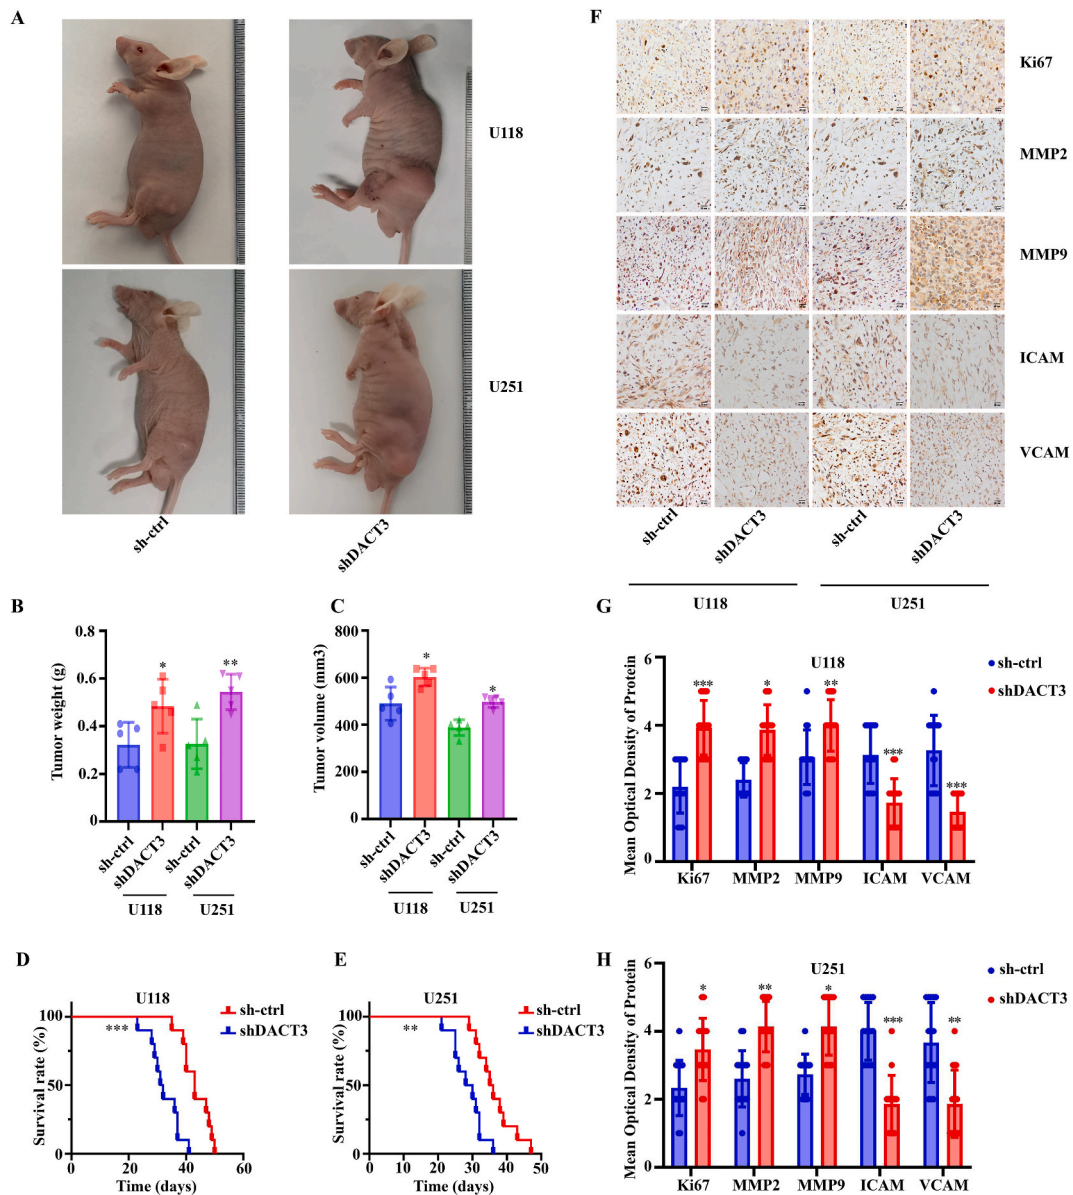 A
U118
U251
sh-ctrl
shDACT3
F
Ki67
MMP2
MMP9
ICAM
VCAM
sh-ctrl
shDACT3
sh-ctrl
shDACT3
U118
U251
B
Tumor weight (g)
0.8
0.6
0.4
0.2
0
*
**
sh-ctrl
shDACT3
sh-ctrl
shDACT3
U118
U251
C
Tumor volume (mm3)
800
600
400
200
0
*
*
sh-ctrl
shDACT3
sh-ctrl
shDACT3
U118
U251
D
U118
sh-ctrl
shDACT3
***
Survival rate (%)
100
50
0
0
20
40
60
Time (days)
E
U251
sh-ctrl
shDACT3
**
Survival rate (%)
100
50
0
0
10
20
30
40
50
Time (days)
G
U118
sh-ctrl
shDACT3
Mean Optical Density of Protein
6
4
2
0
***
*
**
***
***
Ki67
MMP2
MMP9
ICAM
VCAM
H
U251
sh-ctrl
shDACT3
Mean Optical Density of Protein
6
4
2
0
*
**
*
***
**
Ki67
MMP2
MMP9
ICAM
VCAM